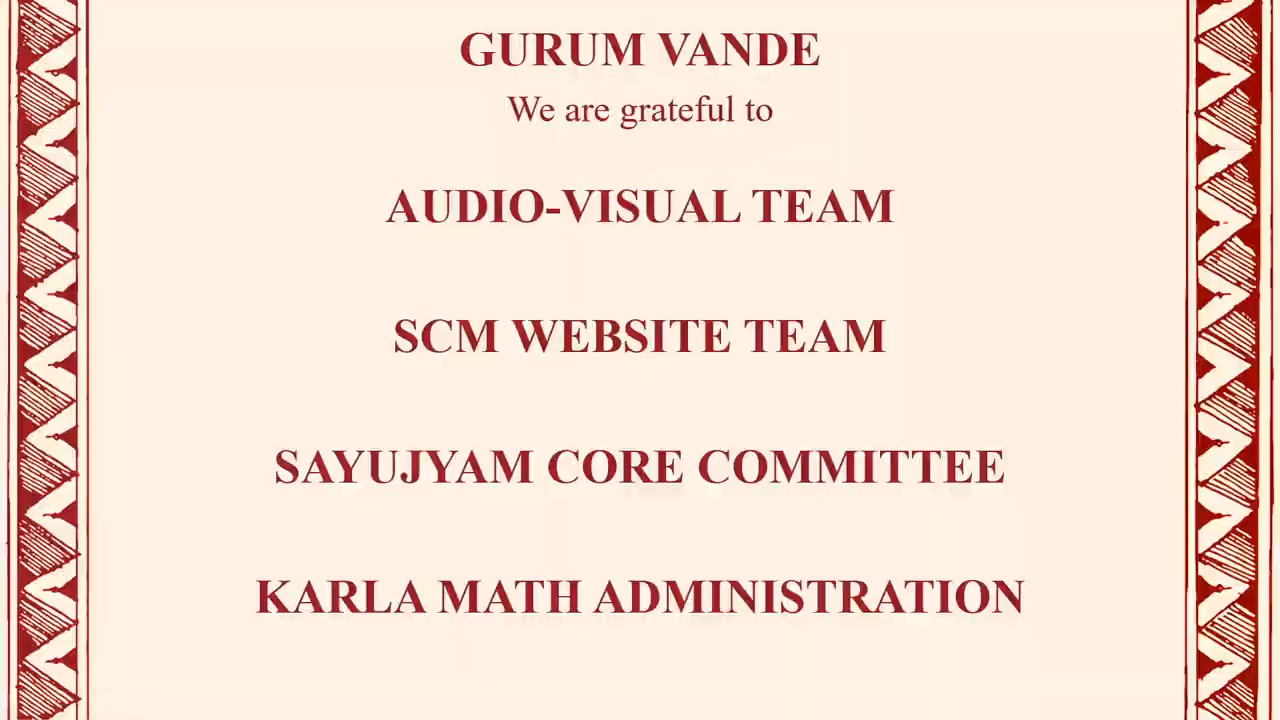 GURUM VANDE
We are grateful to
AUDIO-VISUAL TEAM
SCM WEBSITE TEAM
SAYUJYAM CORE COMMITTEE
KARLA MATH ADMINISTRATION